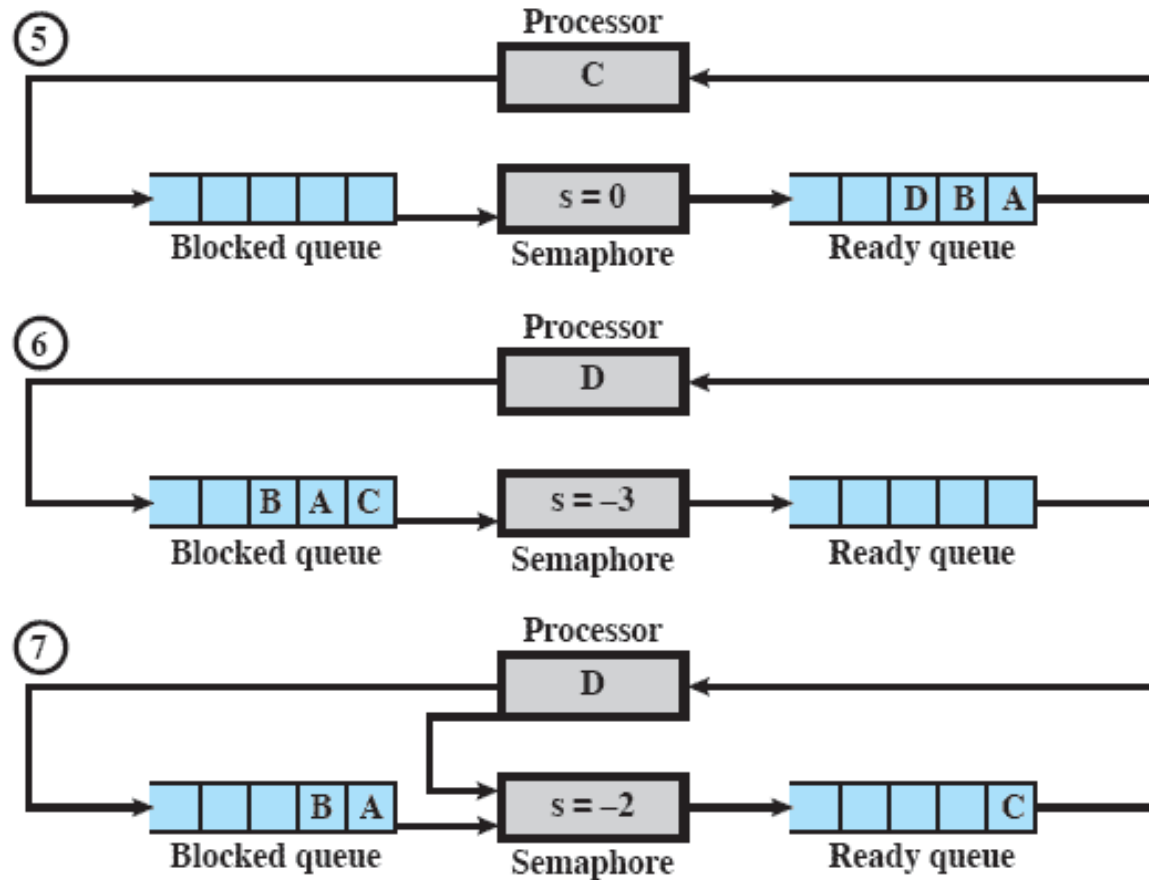 5
Processor
C
s = 0
D B A
Blocked queue
Semaphore
Ready queue
6
Processor
D
B A C
s = –3
Blocked queue
Semaphore
Ready queue
7
Processor
D
B A
s = –2
C
Blocked queue
Semaphore
Ready queue